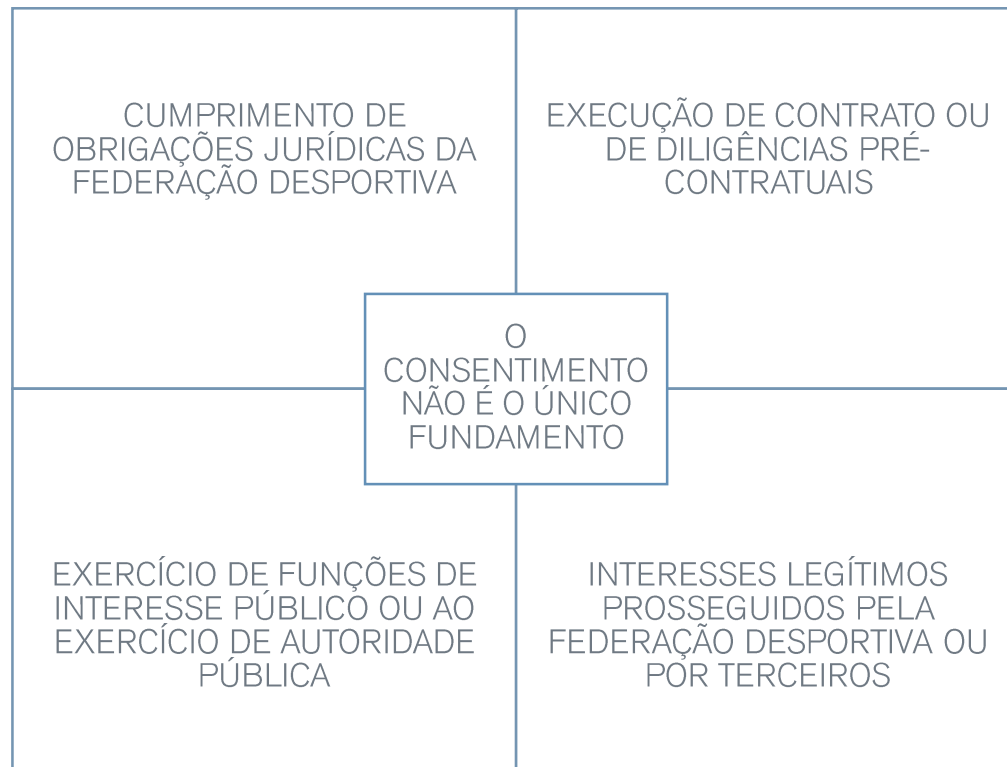 CUMPRIMENTO DE
OBRIGAÇÕES JURÍDICAS DA
FEDERAÇÃO DESPORTIVA
EXECUÇÃO DE CONTRATO OU
DE DILIGÊNCIAS PRÉ-
CONTRATUAIS
O
CONSENTIMENTO
NÃO É O ÚNICO
FUNDAMENTO
EXERCÍCIO DE FUNÇÕES DE
INTERESSE PÚBLICO OU AO
EXERCÍCIO DE AUTORIDADE
PÚBLICA
INTERESSES LEGÍTIMOS
PROSSEGUIDOS PELA
FEDERAÇÃO DESPORTIVA OU
POR TERCEIROS